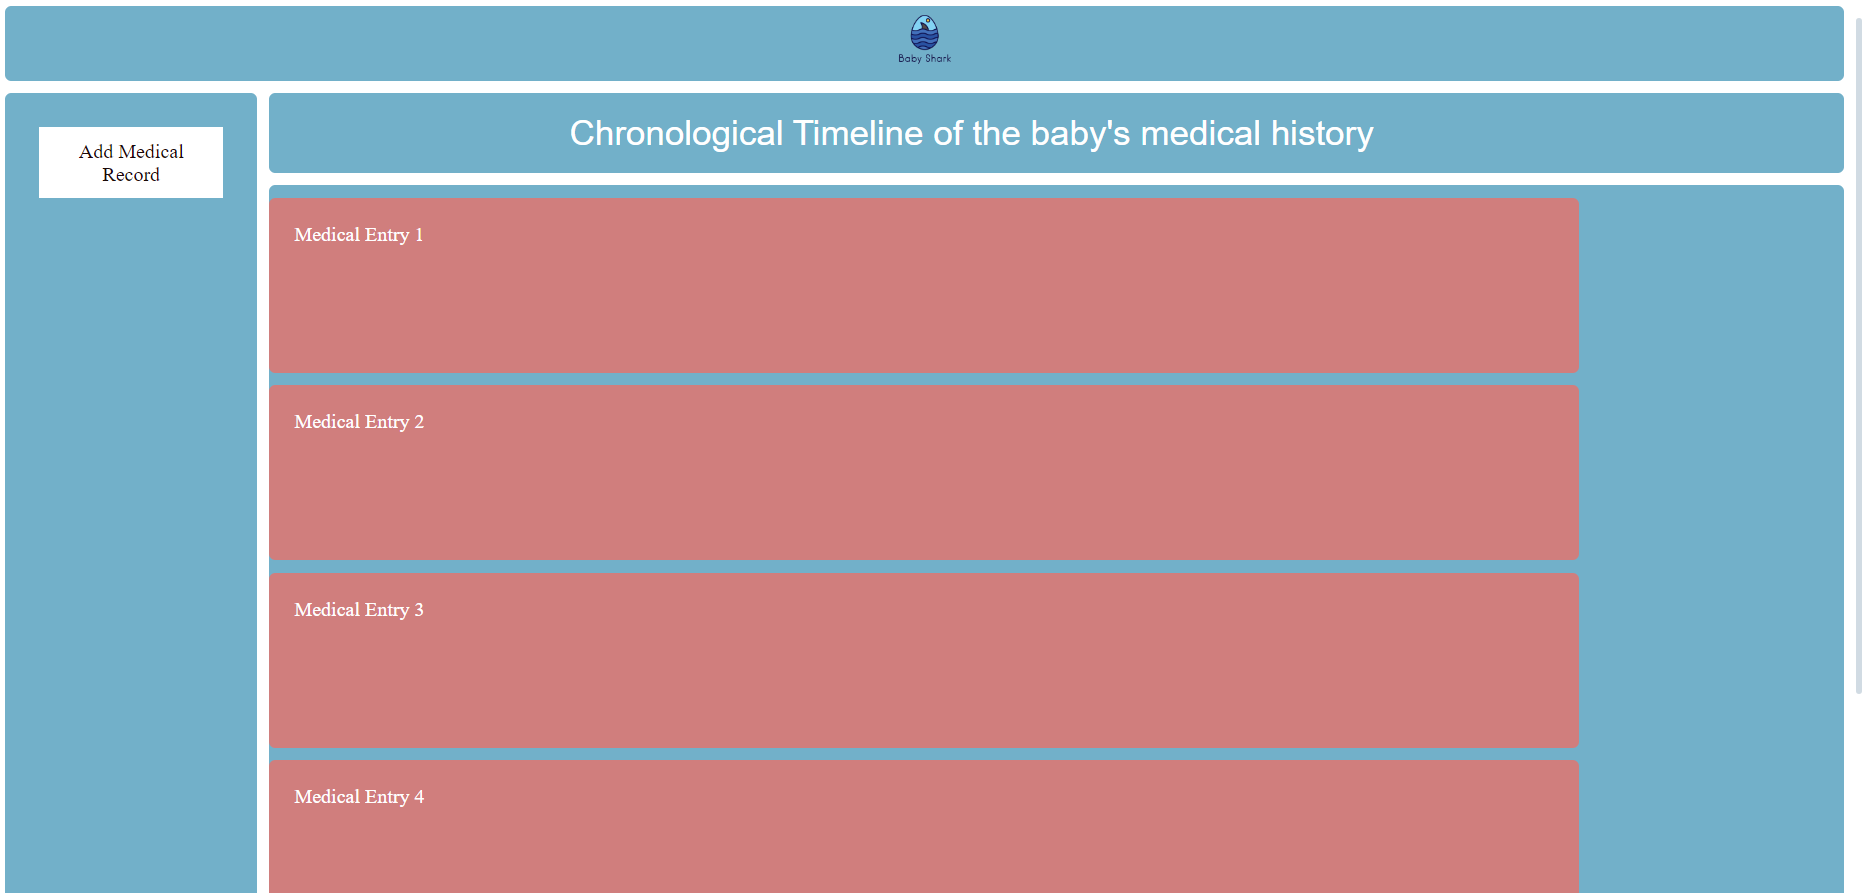 Baby Shark
Add Medical
Record
Chronological Timeline of the baby's medical history
Medical Entry 1
Medical Entry 2
Medical Entry 3
Medical Entry 4